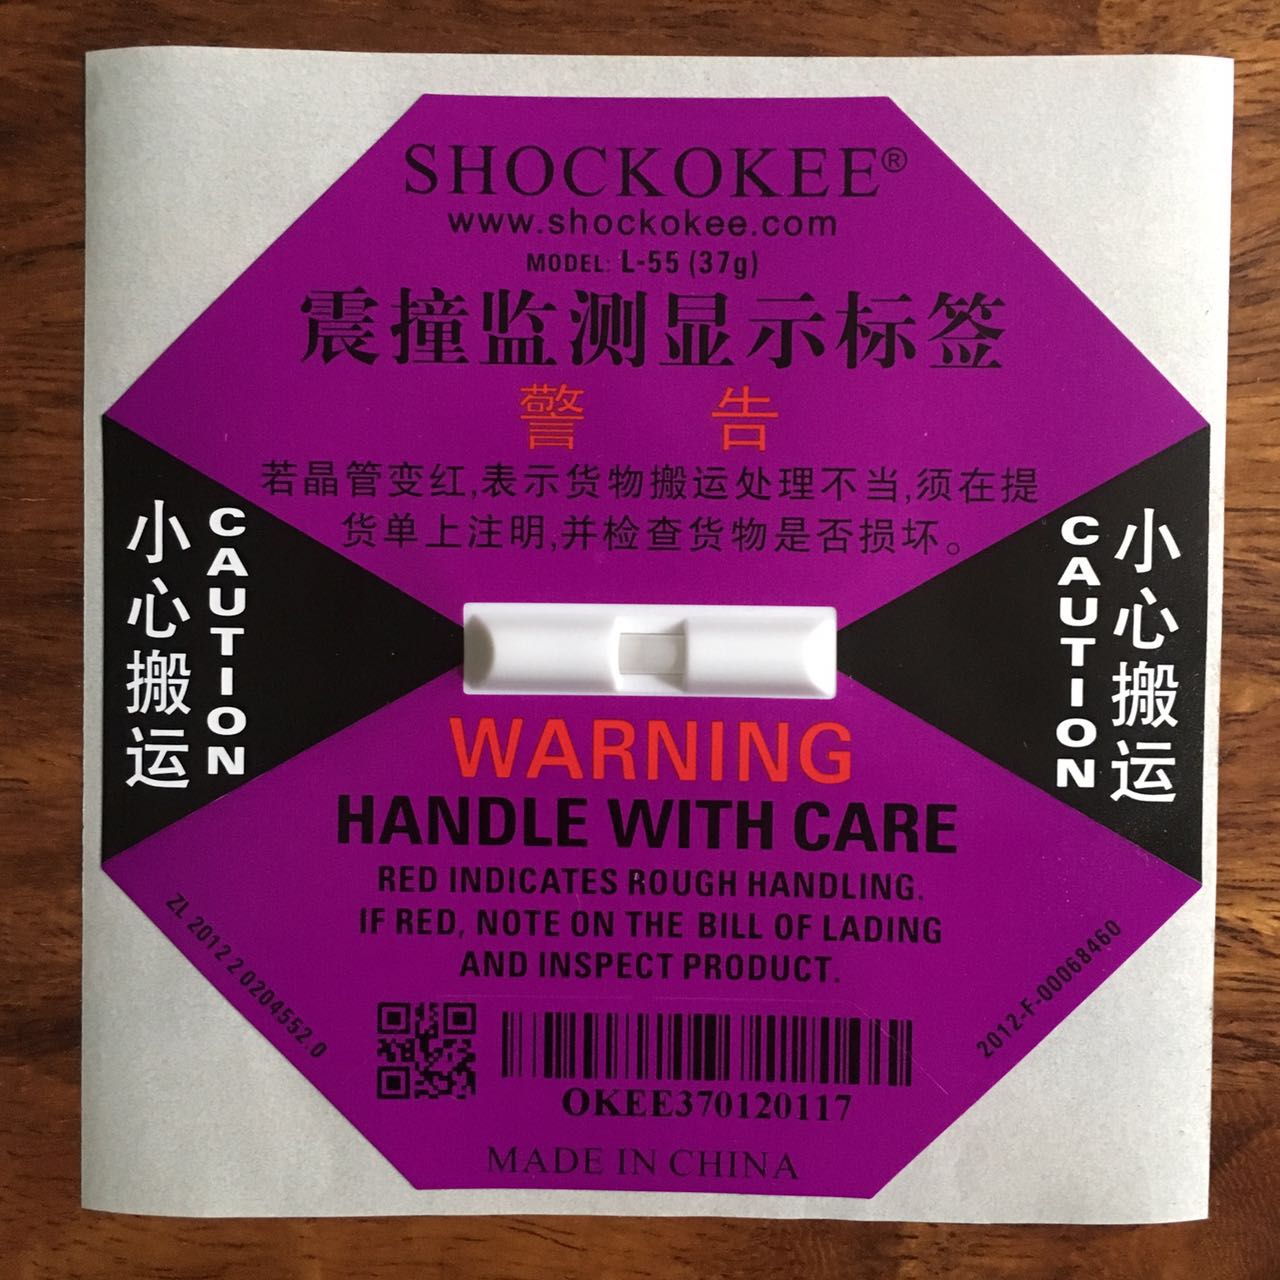 SHOCKOKEE®
www.shockokee.com
MODEL: L-55 (37g)
震撞监测显示标签
警 告
若晶管变红,表示货物搬运处理不当,须在提
货单上注明,并检查货物是否损坏。
小心搬运
CAUTION
CAUTION
小心搬运
WARNING
HANDLE WITH CARE
RED INDICATES ROUGH HANDLING.
IF RED, NOTE ON THE BILL OF LADING
AND INSPECT PRODUCT.
ZL 2012 2 0204552.0
2012-F-00068460
OKEE370120117
MADE IN CHINA